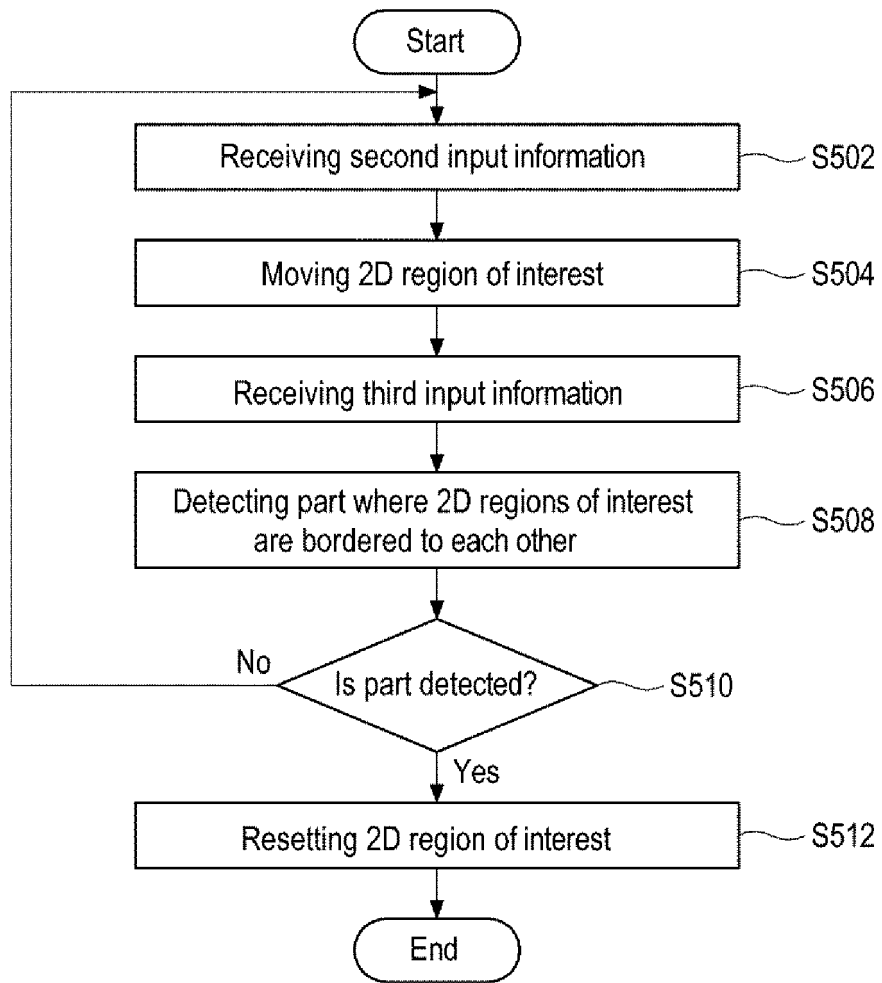 Start
Receiving second input information
S502
Moving 2D region of interest
S504
Receiving third input information
S506
Detecting part where 2D regions of interest
are bordered to each other
S508
No
Is part detected?
S510
Yes
Resetting 2D region of interest
S512
End